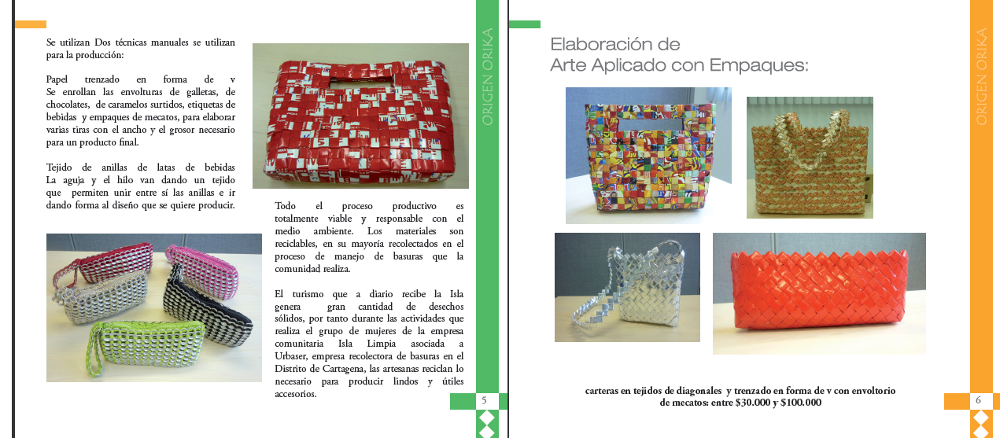 Se utilizan Dos técnicas manuales se utilizan
para la producción:
Papel trenzado en forma de v
Se enrollan las envolturas de galletas, de
chocolates, de caramelos surtidos, etiquetas de
bebidas y empaques de mecatos, para elaborar
varias tiras con el ancho y el grosor necesario
para un producto final.
Tejido de anillas de latas de bebidas
La aguja y el hilo van dando un tejido
que permiten unir entre sí las anillas e ir
dando forma al diseño que se quiere producir.
Todo el proceso productivo es
totalmente viable y responsable con el
medio ambiente. Los materiales son
reciclables, en su mayoría recolectados en el
proceso de manejo de basuras que la
comunidad realiza.
El turismo que a diario recibe la Isla
genera gran cantidad de desechos
sólidos, por tanto durante las actividades que
realiza el grupo de mujeres de la empresa
comunitaria Isla Limpia asociada a
Urbaser, empresa recolectora de basuras en el
Distrito de Cartagena, las artesanas reciclan lo
necesario para producir lindos y útiles
accesorios.
ORIGEN ORIKA
5
Elaboración de
Arte Aplicado con Empaques:
carteras en tejidos de diagonales y trenzado en forma de v con envoltorio
de mecatos: entre $30.000 y $100.000
ORIGEN ORIKA
6